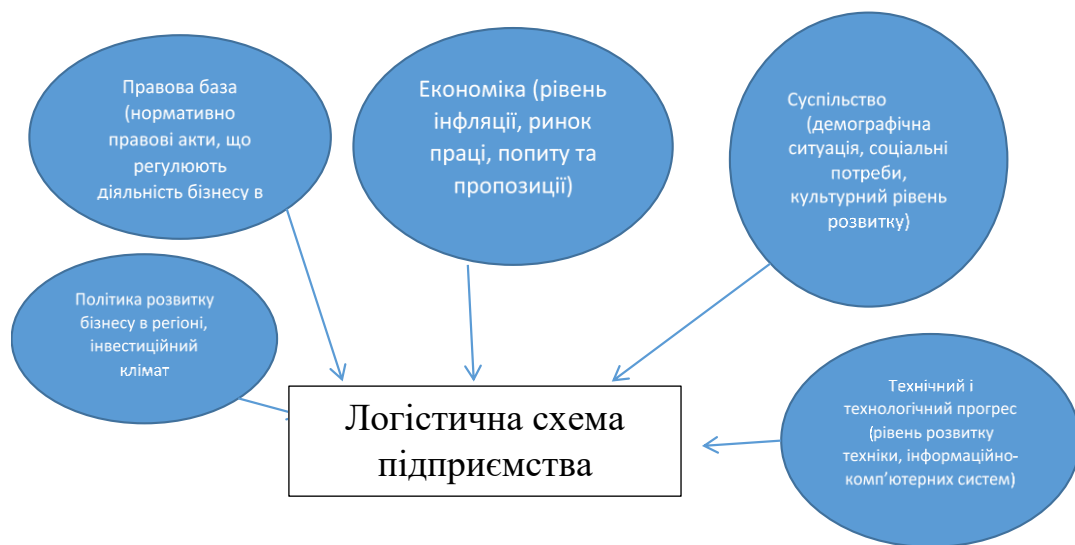 Правова база
(нормативно
правові акти, що
регулюють
діяльність бізнесу в
Економіка (рівень
інфляції, ринок
праці, попиту та
пропозиції)
Суспільство
(демографічна
ситуація, соціальні
потреби,
культурний рівень
розвитку)
Політика розвитку
бізнесу в регіоні,
інвестиційний
клімат
Логістична схема
підприємства
Технічний і
технологічний прогрес
(рівень розвитку
техніки, інформаційно-
комп’ютерних систем)